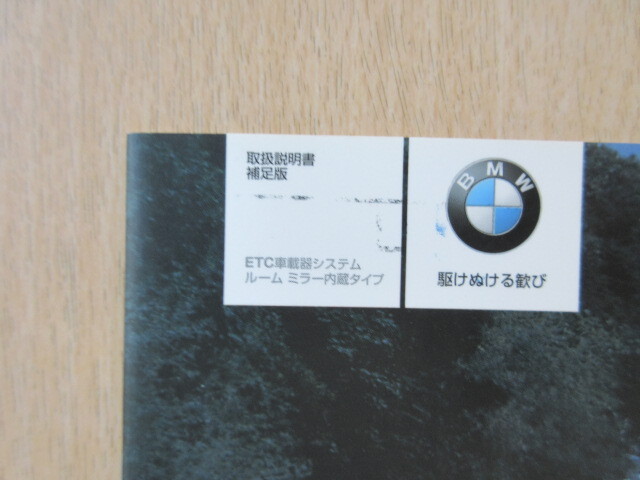 取扱説明書
補足版
ETC車載器システム
ルーム ミラー内蔵タイプ
BMW
駆けぬける歓び